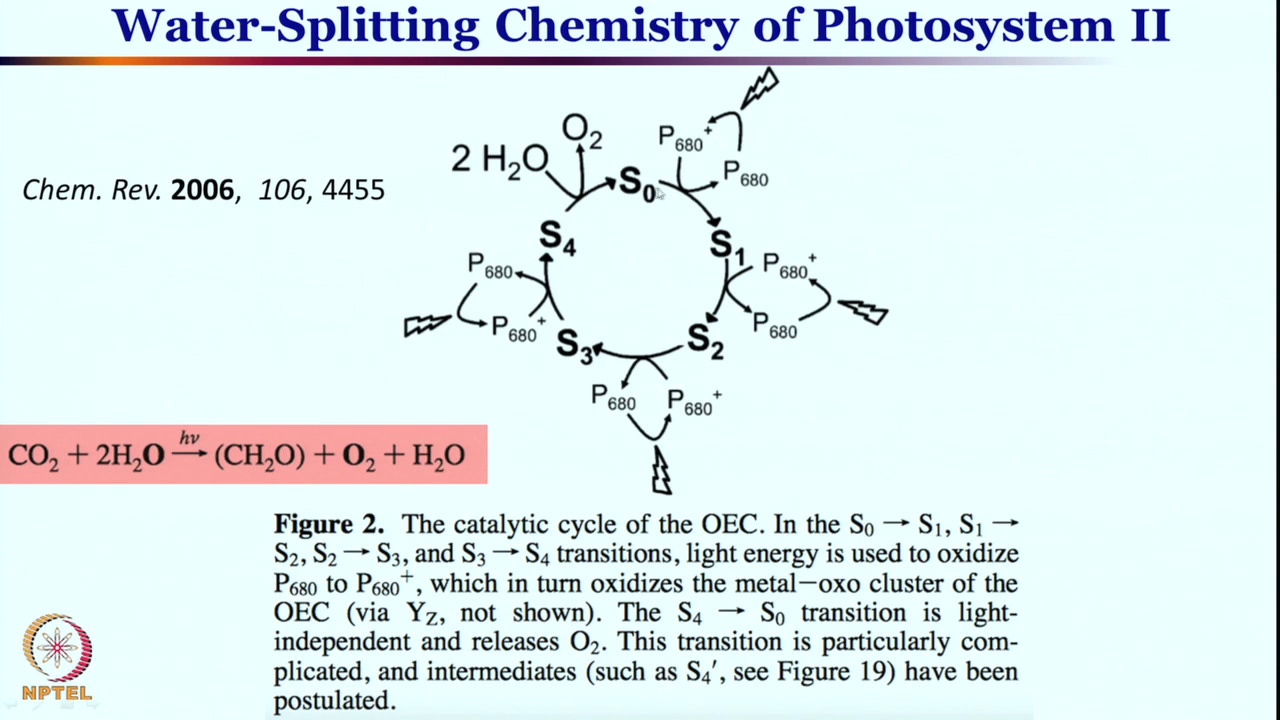 Water-Splitting Chemistry of Photosystem II
Chem. Rev. 2006, 106, 4455
O₂
2 H₂O
S₀
P₆₈₀⁺
P₆₈₀
S₁
P₆₈₀⁺
P₆₈₀
S₂
P₆₈₀⁺
P₆₈₀
S₃
P₆₈₀⁺
P₆₈₀
S₄
CO₂ + 2H₂O hν → (CH₂O) + O₂ + H₂O
Figure 2. The catalytic cycle of the OEC. In the S₀ → S₁, S₁ →
S₂, S₂ → S₃, and S₃ → S₄ transitions, light energy is used to oxidize
P₆₈₀ to P₆₈₀⁺, which in turn oxidizes the metal−oxo cluster of the
OEC (via Y_Z, not shown). The S₄ → S₀ transition is light-
independent and releases O₂. This transition is particularly com-
plicated, and intermediates (such as S₄′, see Figure 19) have been
postulated.
NPTEL